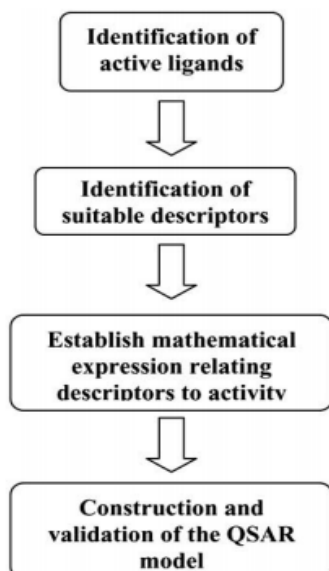 Identification of
active ligands
Identification of
suitable descriptors
Establish mathematical
expression relating
descriptors to activity
Construction and
validation of the QSAR
model